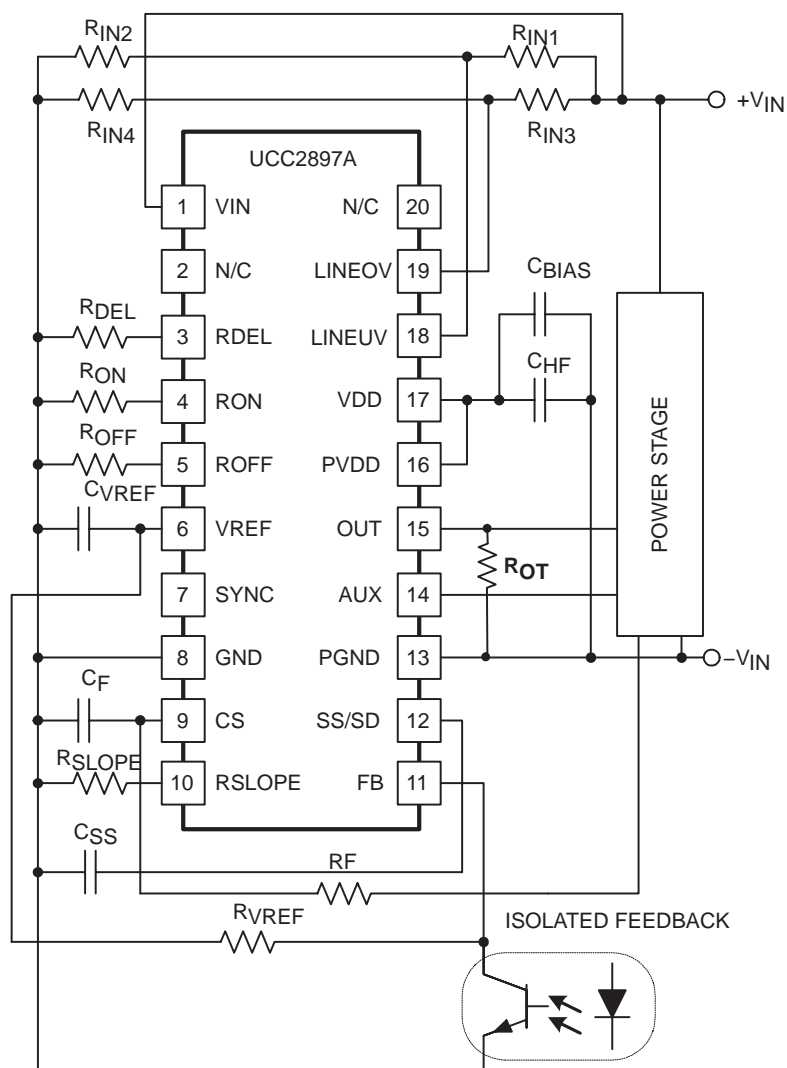 RIN2
RIN1
+VIN
RIN4
RIN3
UCC2897A
1 VIN N/C 20
2 N/C LINEOV 19
CBIAS
RDEL
3 RDEL LINEUV 18
CHF
RON
4 RON VDD 17
ROFF
5 ROFF PVDD 16
CVREF
6 VREF OUT 15
POWER STAGE
ROT
7 SYNC AUX 14
8 GND PGND 13
–VIN
CF
9 CS SS/SD 12
RSLOPE
10 RSLOPE FB 11
CSS
RF
RVREF
ISOLATED FEEDBACK